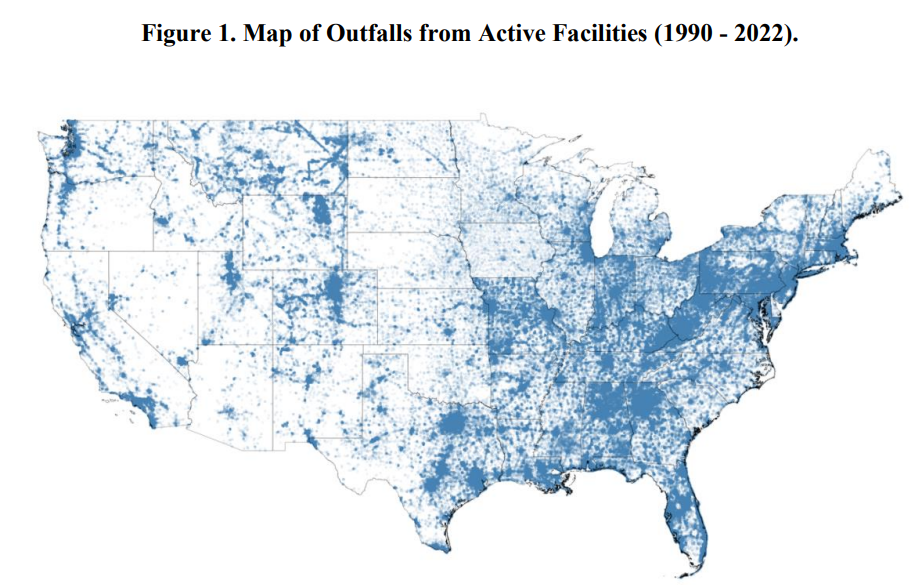 Figure 1. Map of Outfalls from Active Facilities (1990 - 2022).